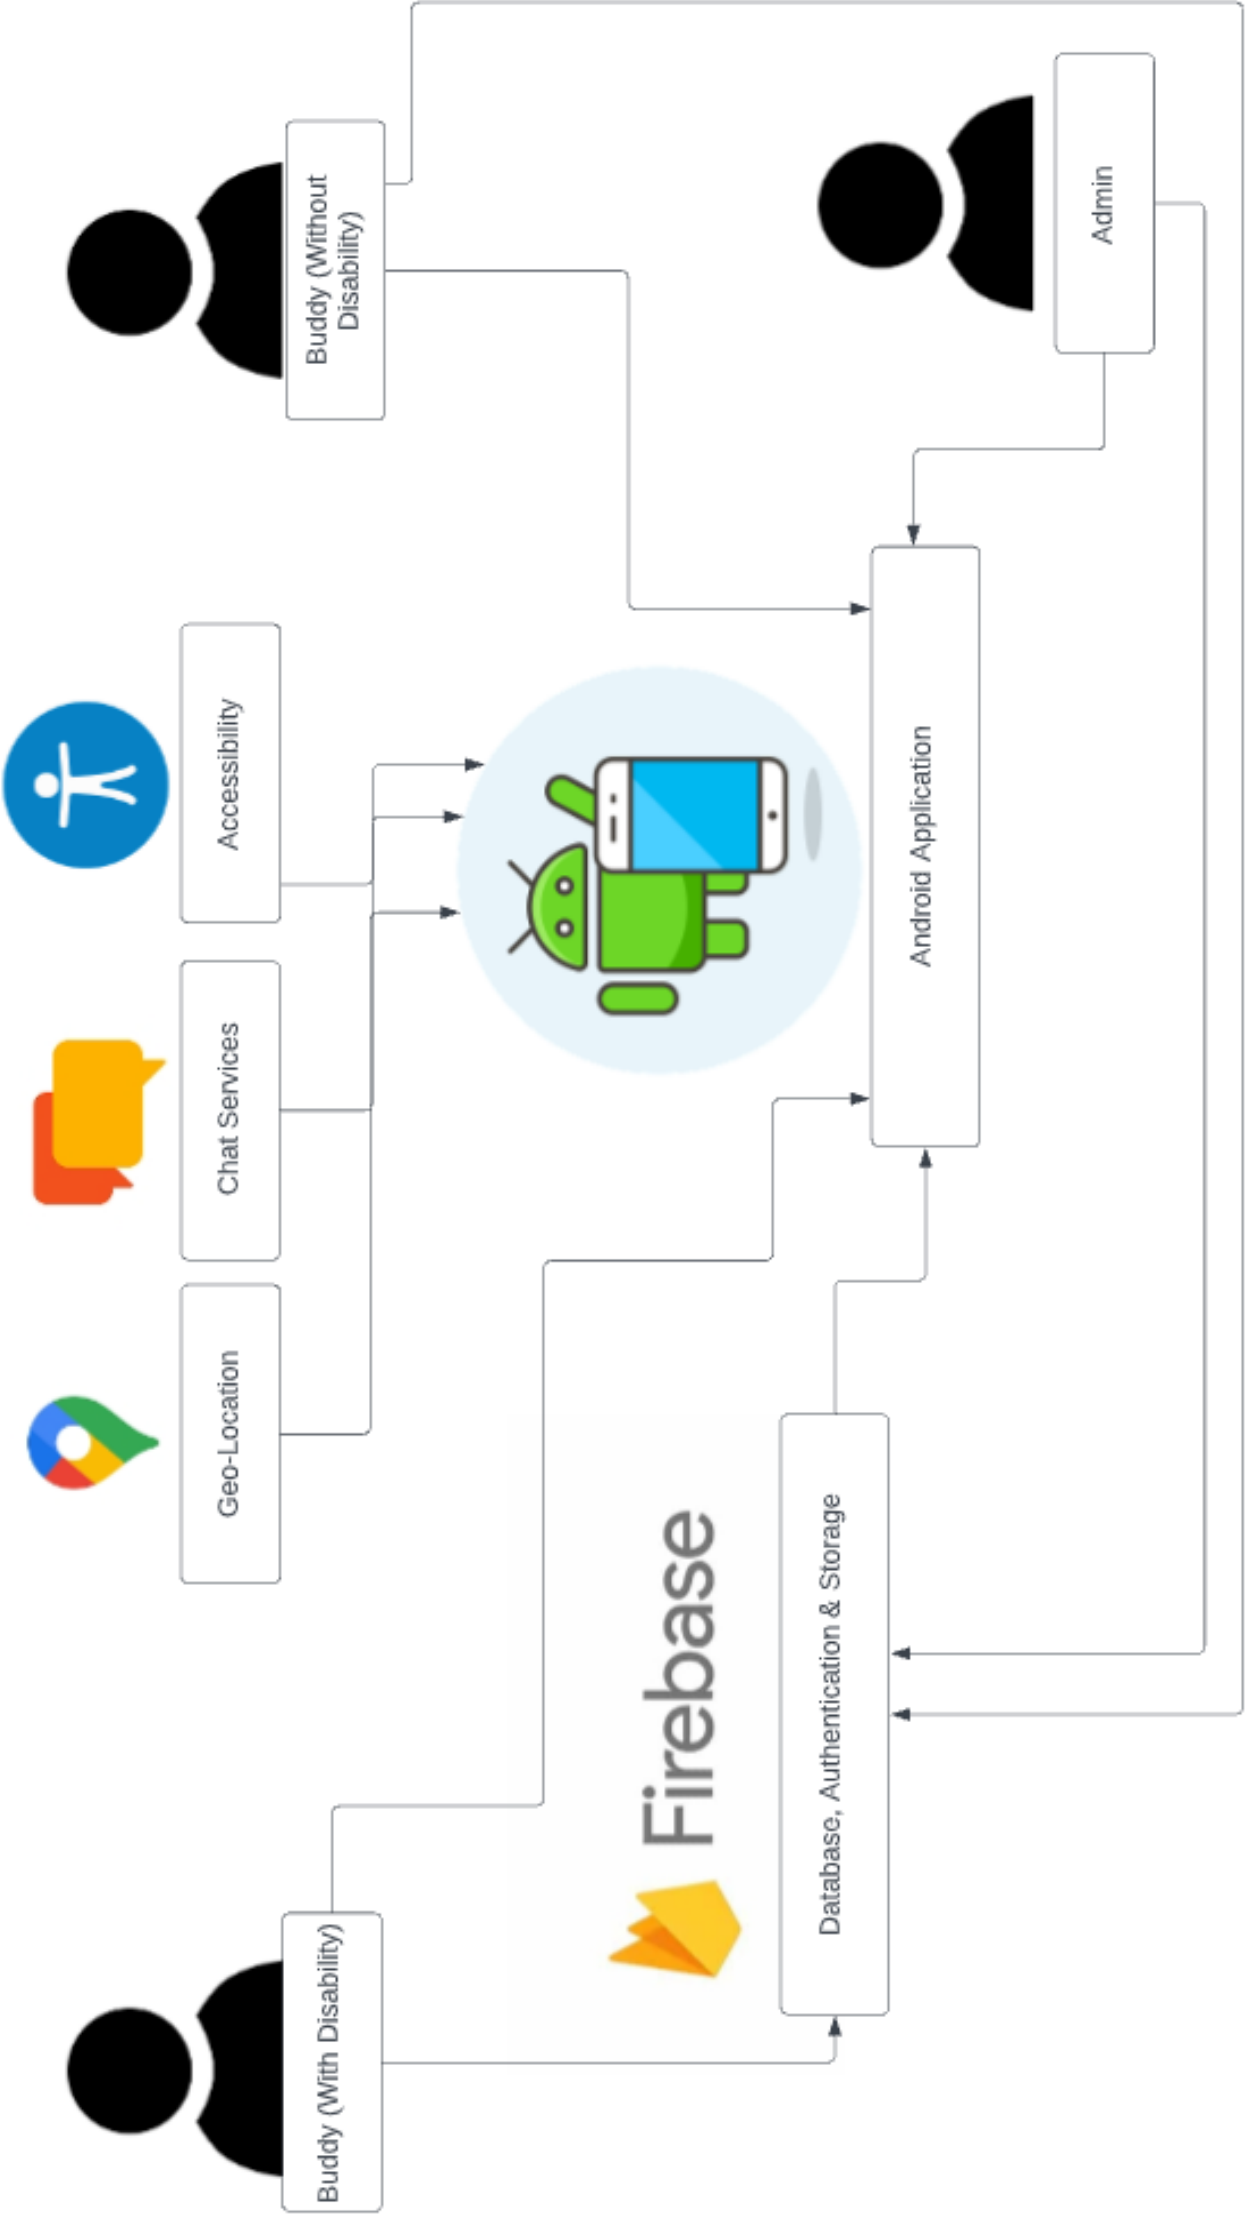 Geo-Location
Chat Services
Accessibility
Buddy (With Disability)
Buddy (Without
Disability)
Firebase
Database, Authentication & Storage
Android Application
Admin